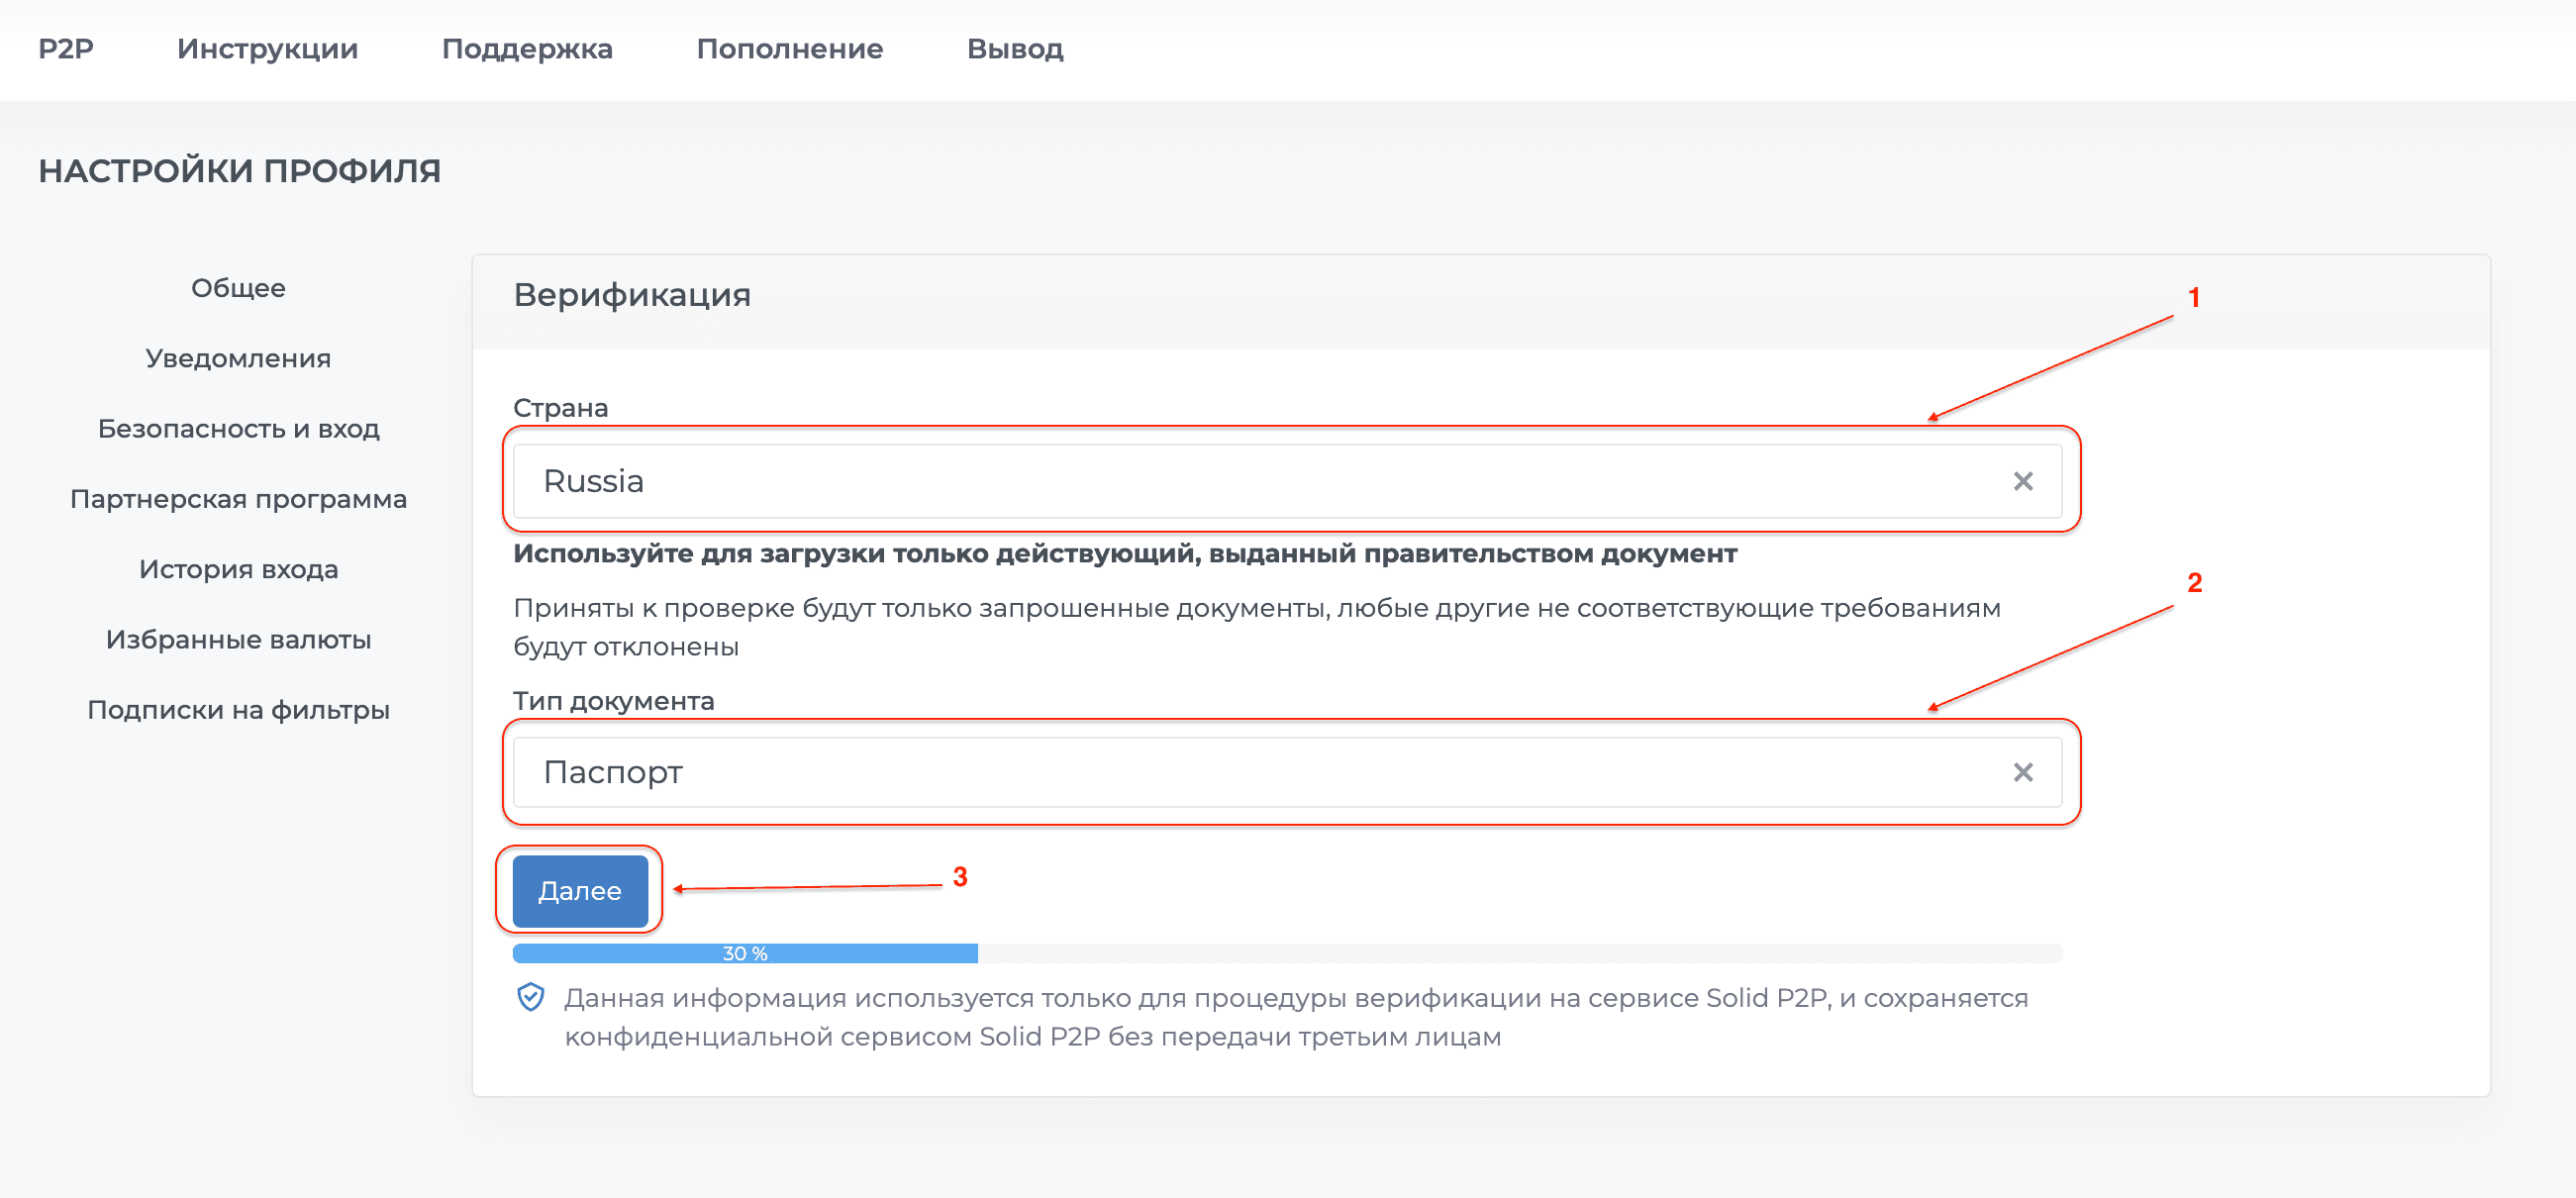 P2P Инструкции Поддержка Пополнение Вывод
НАСТРОЙКИ ПРОФИЛЯ
Общее
Уведомления
Безопасность и вход
Партнерская программа
История входа
Избранные валюты
Подписки на фильтры
Верификация
1
Страна
Russia
Используйте для загрузки только действующий, выданный правительством документ
2
Приняты к проверке будут только запрошенные документы, любые другие не соответствующие требованиям
будут отклонены
Тип документа
Паспорт
Далее
3
30 %
Данная информация используется только для процедуры верификации на сервисе Solid P2P, и сохраняется
конфиденциальной сервисом Solid P2P без передачи третьим лицам